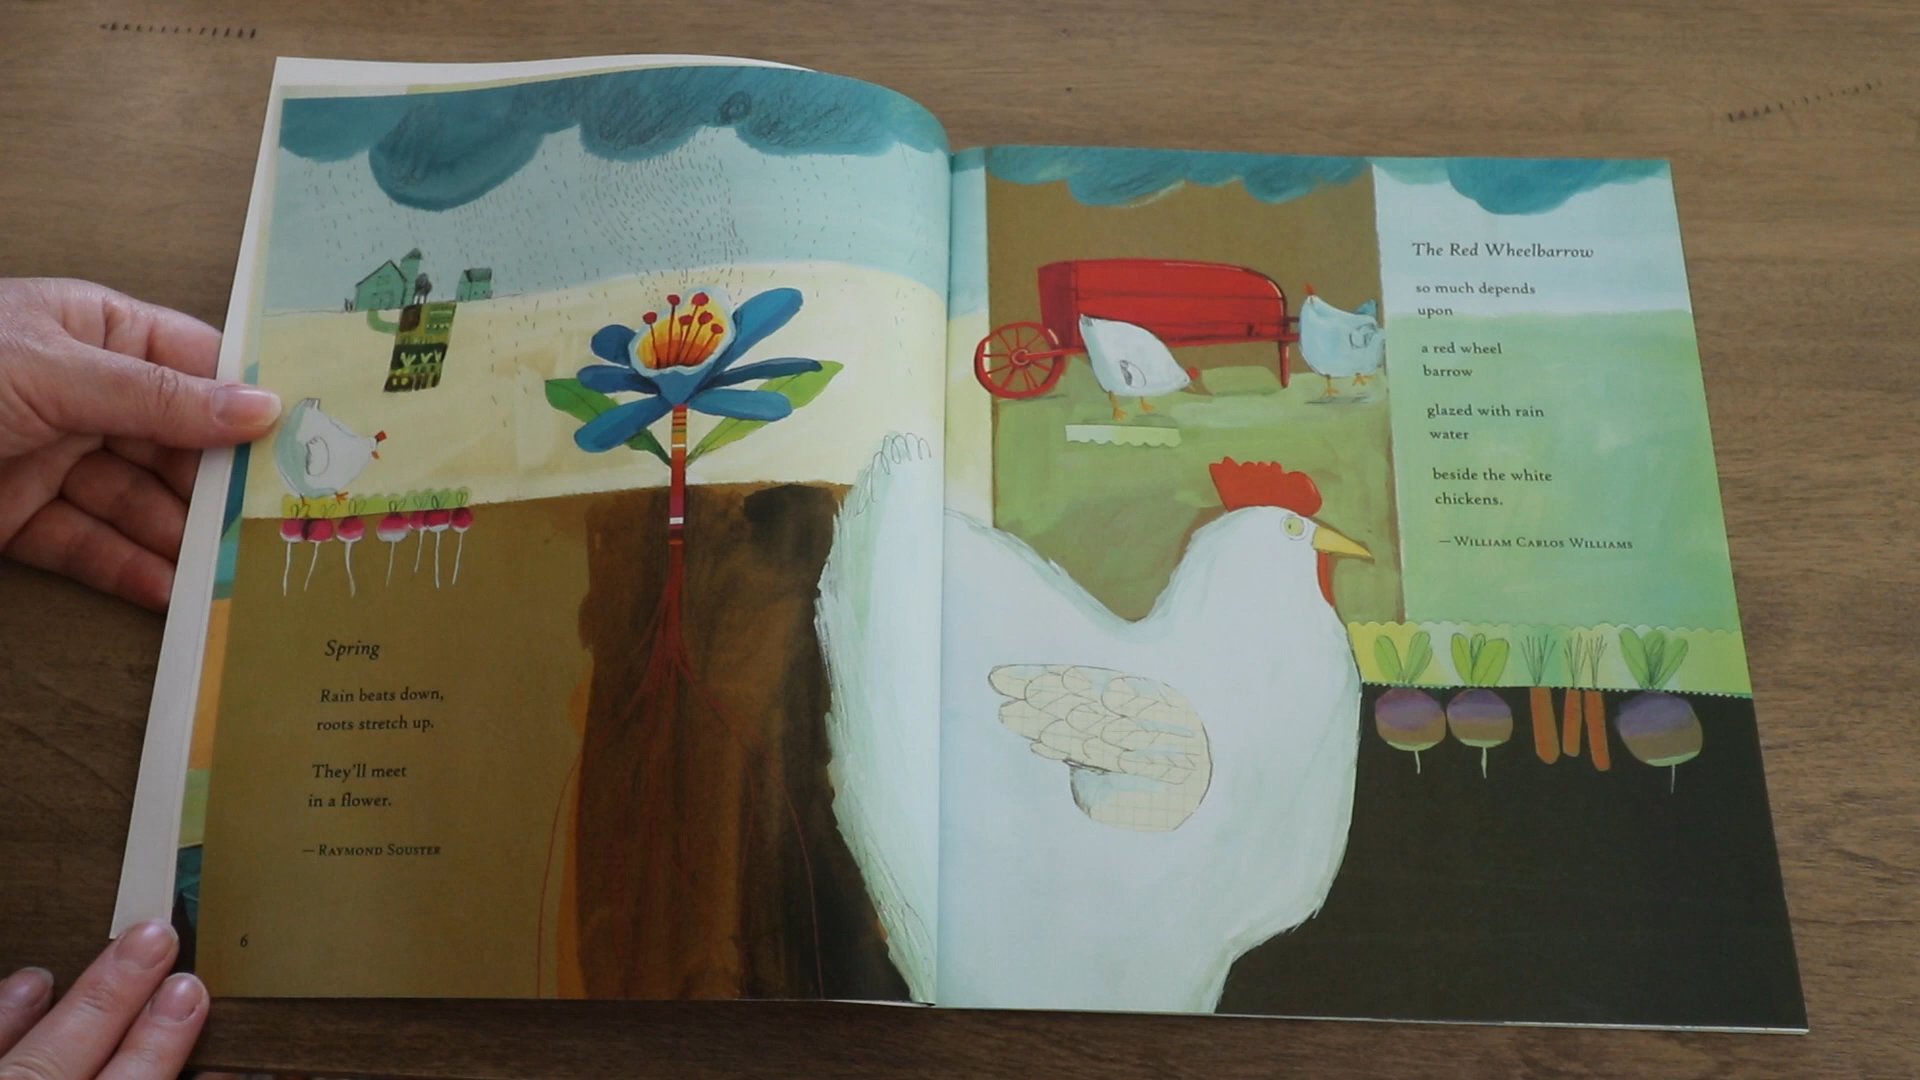 Spring
Rain beats down,
roots stretch up.
They'll meet
in a flower.
— Raymond Souster
6
The Red Wheelbarrow
so much depends
upon
a red wheel
barrow
glazed with rain
water
beside the white
chickens.
— William Carlos Williams